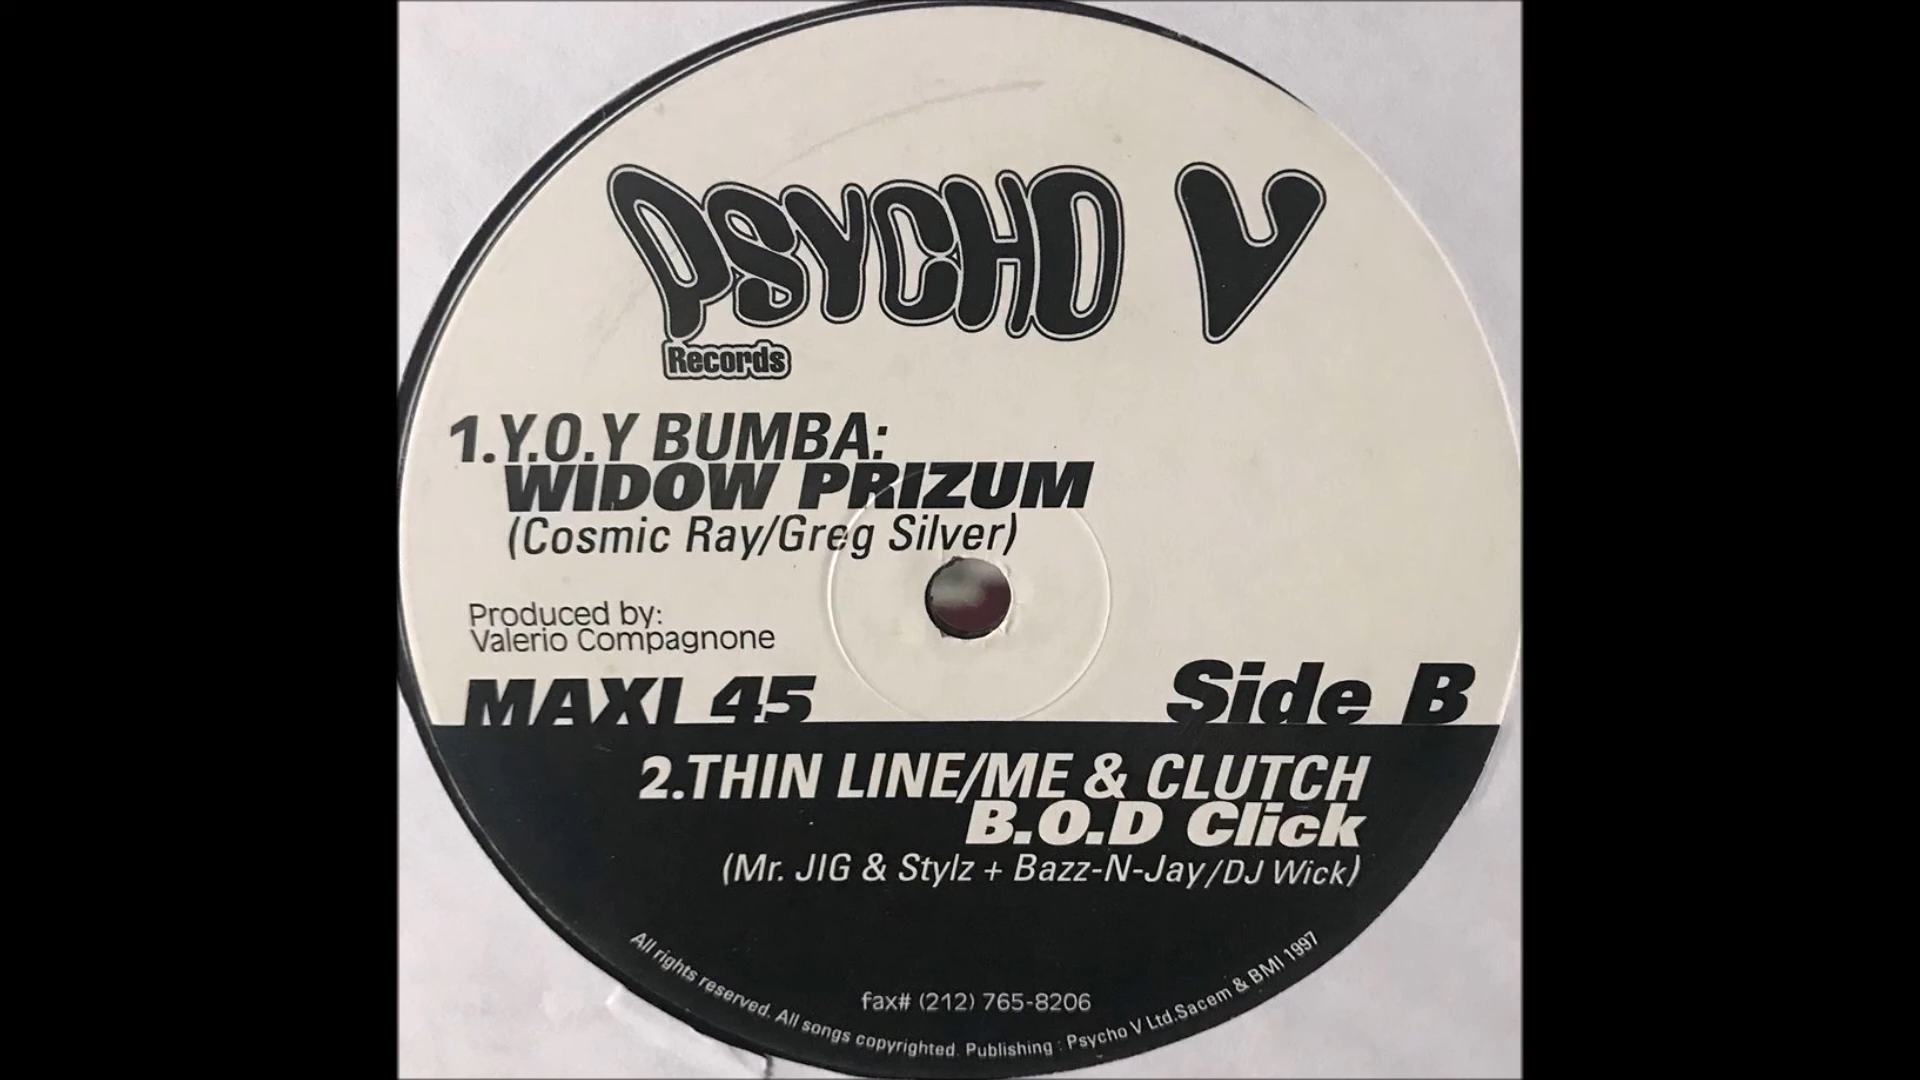 PSYCHO V
Records
1.Y.O.Y BUMBA:
WIDOW PRIZUM
(Cosmic Ray/Greg Silver)
Produced by:
Valerio Compagnone
MAXI 45
Side B
2.THIN LINE/ME & CLUTCH
B.O.D Click
(Mr. JIG & Stylz + Bazz-N-Jay/DJ Wick)
fax# (212) 765-8206
All rights reserved. All songs copyrighted. Publishing : Psycho V Ltd.Sacem & BMI 1997